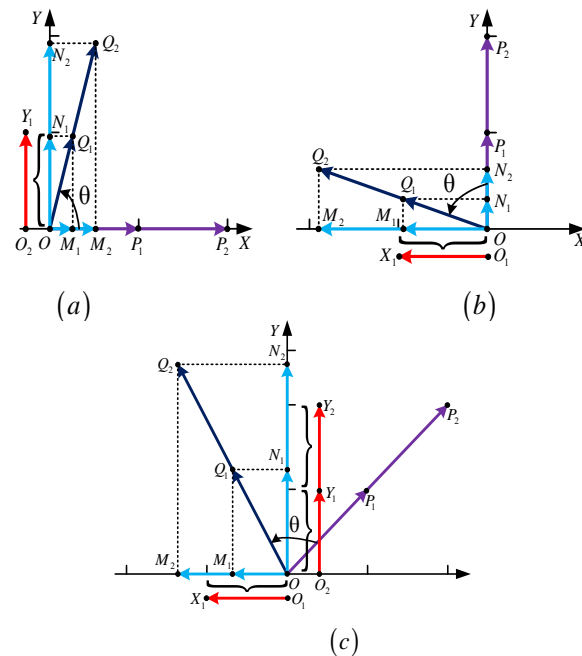 Y
Q₂
N₂
Y₁
N₁
Q₁
θ
O₂ O M₁ M₂ P₁ P₂ X
(a)
Y
P₂
P₁
Q₂
N₂
θ
Q₁
N₁
M₂ M₁ O X
X₁ O₁
(b)
Y
N₂
Q₂
Y₂ P₂
N₁
Q₁
Y₁ P₁
θ
M₂ M₁ O O₂
X₁ O₁
(c)